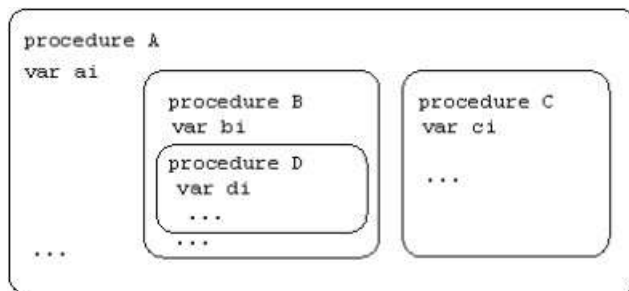 procedure A
var ai
procedure B
var bi
procedure D
var di
...
...
procedure C
var ci
...
...